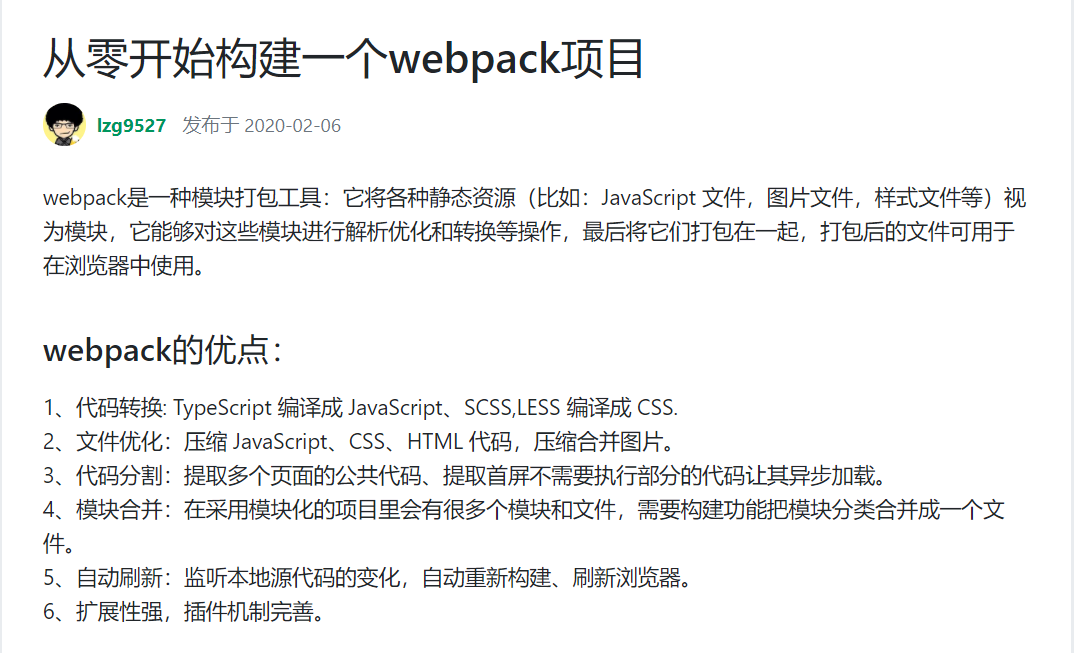 从零开始构建一个webpack项目
lzg9527 发布于 2020-02-06
webpack是一种模块打包工具：它将各种静态资源（比如：JavaScript 文件，图片文件，样式文件等）视
为模块，它能够对这些模块进行解析优化和转换等操作，最后将它们打包在一起，打包后的文件可用于
在浏览器中使用。
webpack的优点：
1、代码转换: TypeScript 编译成 JavaScript、SCSS,LESS 编译成 CSS.
2、文件优化：压缩 JavaScript、CSS、HTML 代码，压缩合并图片。
3、代码分割：提取多个页面的公共代码、提取首屏不需要执行部分的代码让其异步加载。
4、模块合并：在采用模块化的项目里会有很多个模块和文件，需要构建功能把模块分类合并成一个文
件。
5、自动刷新：监听本地源代码的变化，自动重新构建、刷新浏览器。
6、扩展性强，插件机制完善。